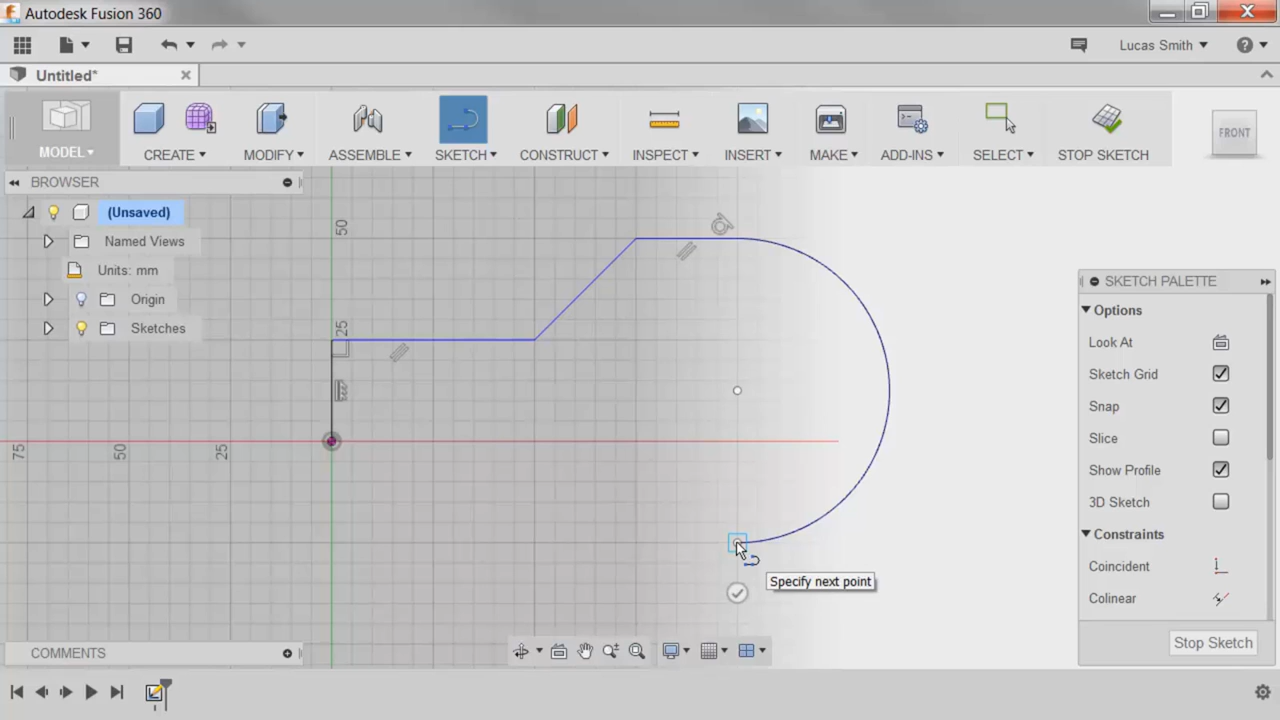 Autodesk Fusion 360
Lucas Smith
Untitled*
MODEL
CREATE
MODIFY
ASSEMBLE
SKETCH
CONSTRUCT
INSPECT
INSERT
MAKE
ADD-INS
SELECT
STOP SKETCH
FRONT
BROWSER
(Unsaved)
Named Views
Units: mm
Origin
Sketches
50
25
75
50
25
Specify next point
SKETCH PALETTE
Options
Look At
Sketch Grid
Snap
Slice
Show Profile
3D Sketch
Constraints
Coincident
Colinear
Stop Sketch
COMMENTS